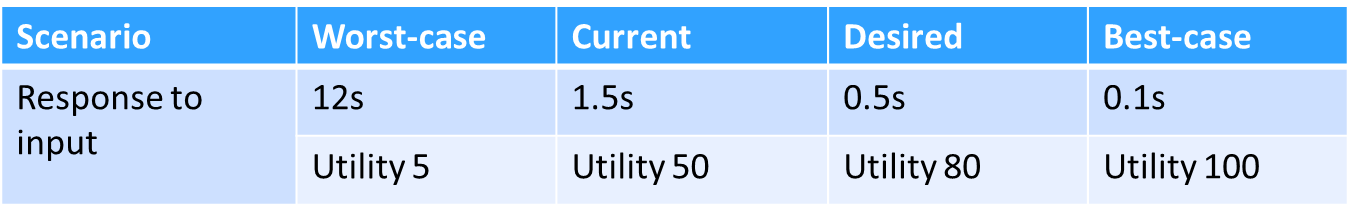 Scenario Worst-case Current Desired Best-case
Response to 12s 1.5s 0.5s 0.1s
input
Utility 5 Utility 50 Utility 80 Utility 100